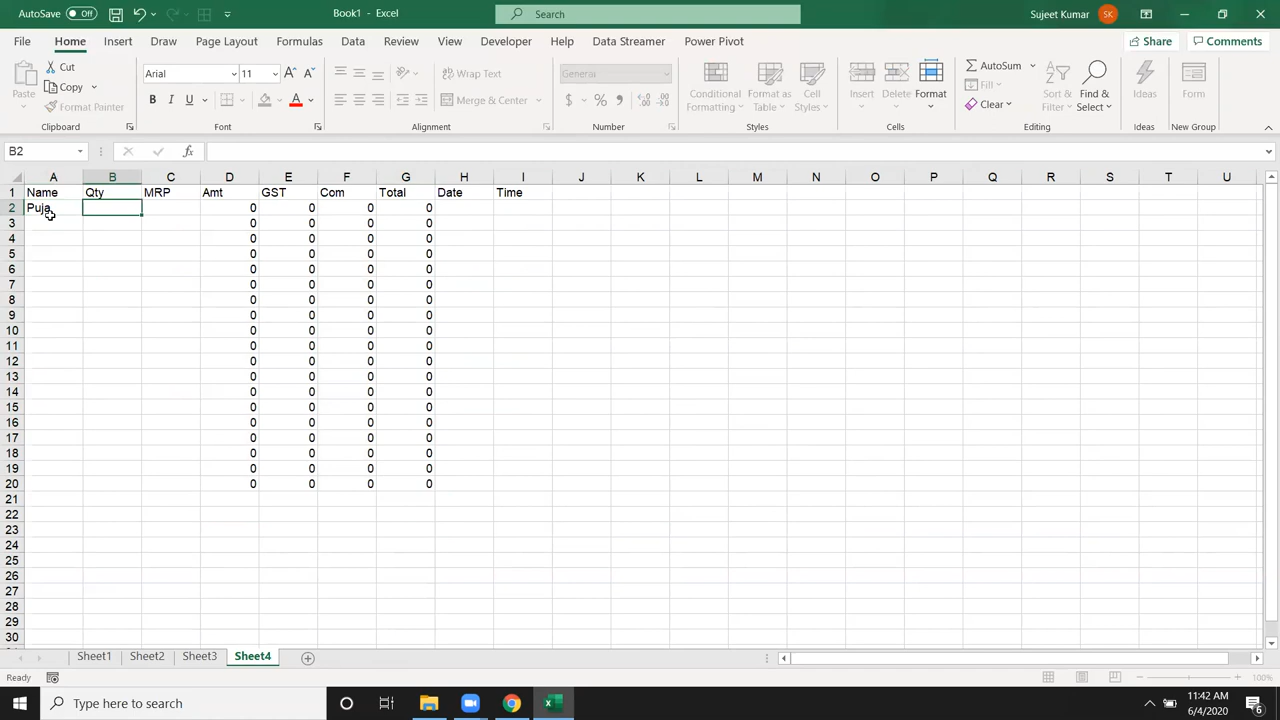 AutoSave Off Book1 - Excel Search Sujeet Kumar SK
File Home Insert Draw Page Layout Formulas Data Review View Developer Help Data Streamer Power Pivot Share Comments
Paste Cut Copy Format Painter Clipboard
Arial 11 B I U A Font
Wrap Text Merge & Center Alignment
General $ % Number
Conditional Formatting Format as Table Cell Styles Styles
Insert Delete Format Cells
AutoSum Fill Clear Sort & Filter Find & Select Editing
Ideas Ideas
Form New Group
B2 fx
A B C D E F G H I J K L M N O P Q R S T U
1 Name Qty MRP Amt GST Com Total Date Time
2 Puja 0 0 0 0
3 0 0 0 0
4 0 0 0 0
5 0 0 0 0
6 0 0 0 0
7 0 0 0 0
8 0 0 0 0
9 0 0 0 0
10 0 0 0 0
11 0 0 0 0
12 0 0 0 0
13 0 0 0 0
14 0 0 0 0
15 0 0 0 0
16 0 0 0 0
17 0 0 0 0
18 0 0 0 0
19 0 0 0 0
20 0 0 0 0
21
22
23
24
25
26
27
28
29
30
Sheet1 Sheet2 Sheet3 Sheet4
Ready 100%
Type here to search 11:42 AM
6/4/2020 6